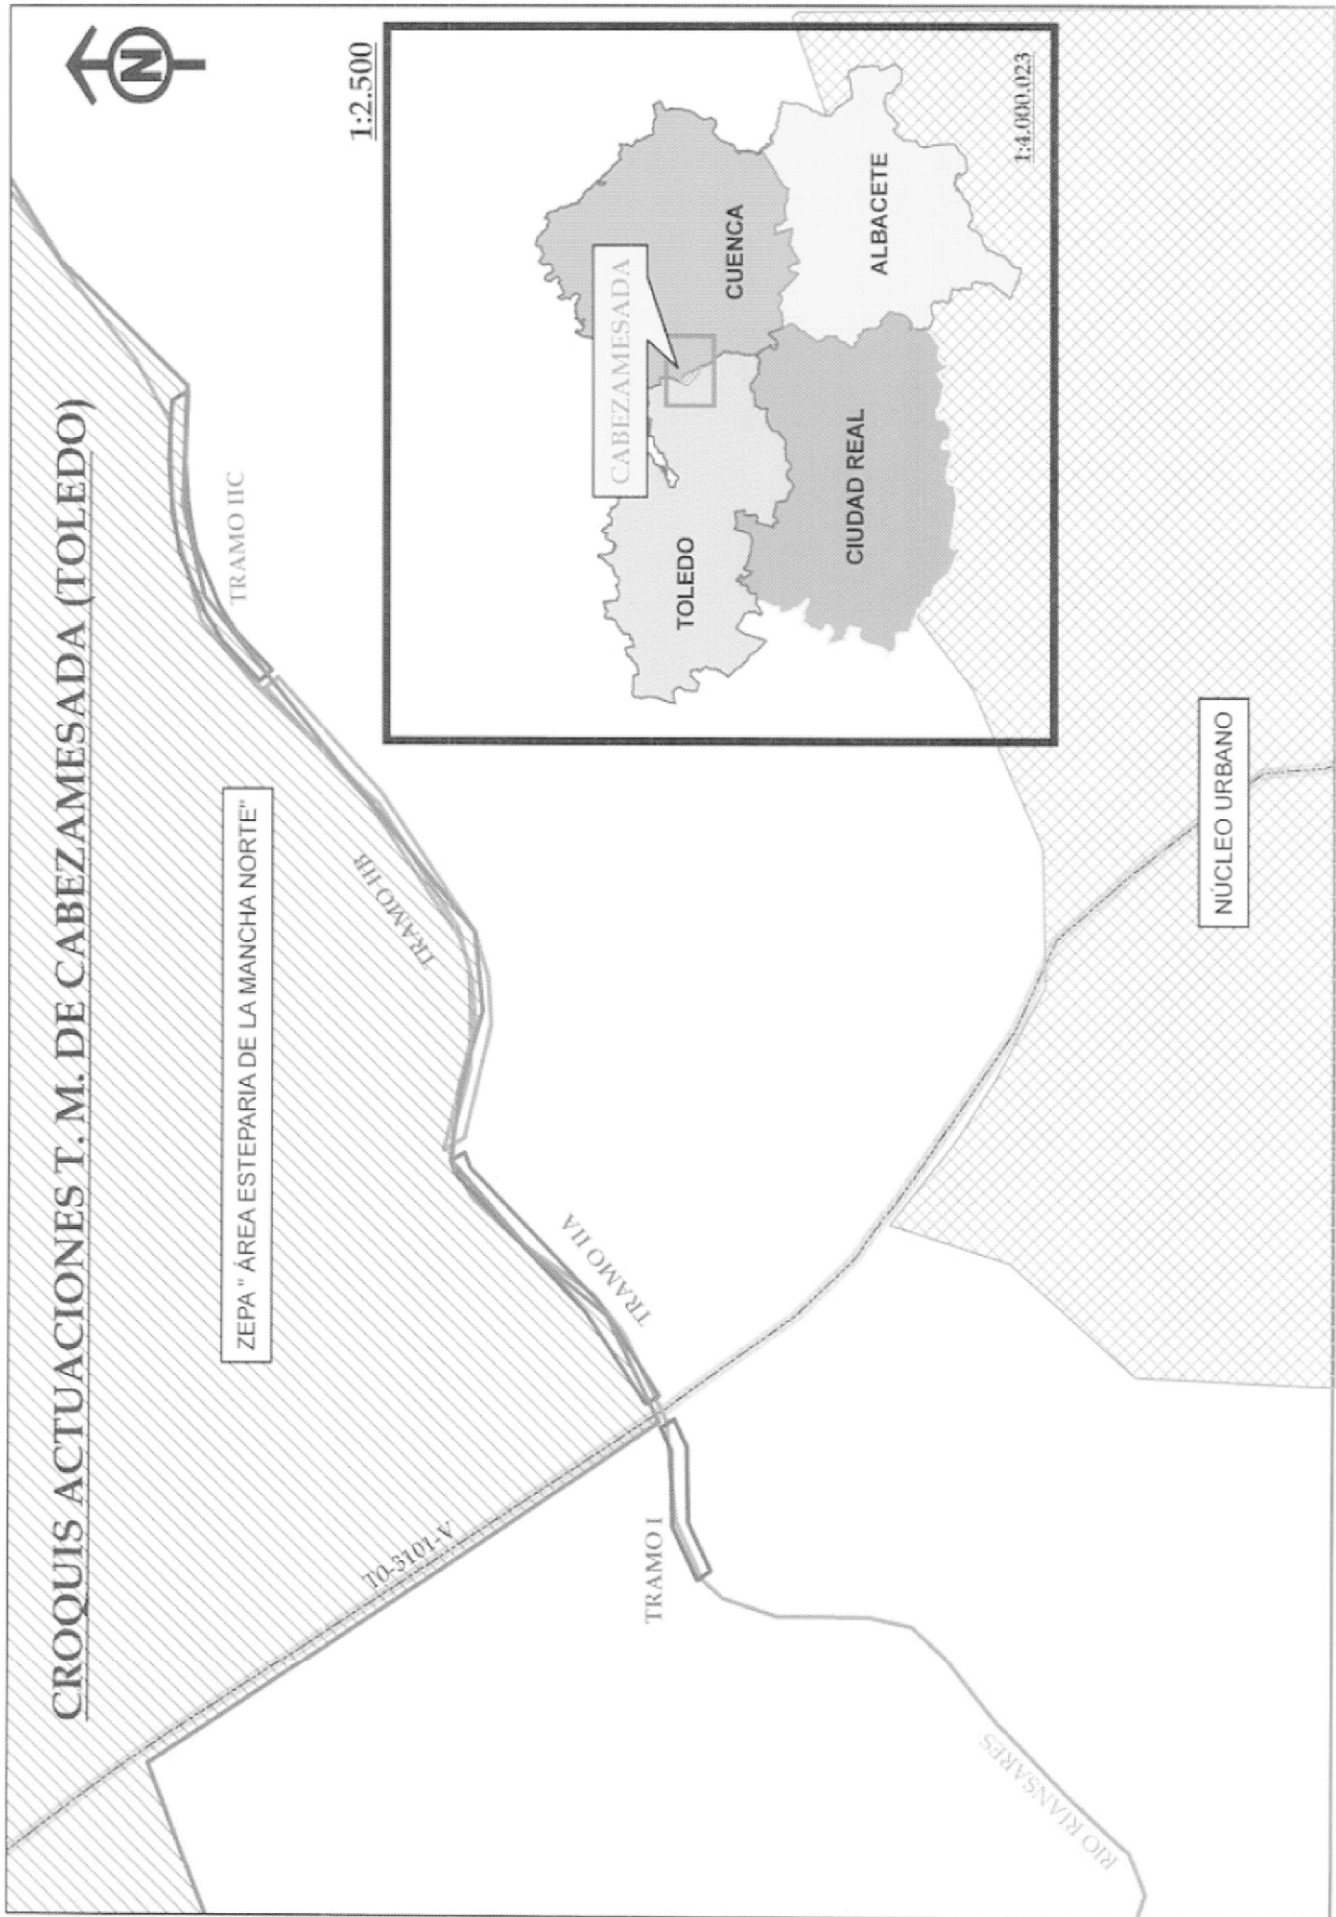 CROQUIS ACTUACIONES T. M. DE CABEZAMESADA (TOLEDO)
N
1:2.500
ZEPA " ÁREA ESTEPARIA DE LA MANCHA NORTE"
TRAMO IIC
TRAMO IIB
TRAMO IIA
TRAMO I
TO-3101-V
RIO RIANSARES
NÚCLEO URBANO
CABEZAMESADA
TOLEDO
CUENCA
CIUDAD REAL
ALBACETE
1:4.000.023